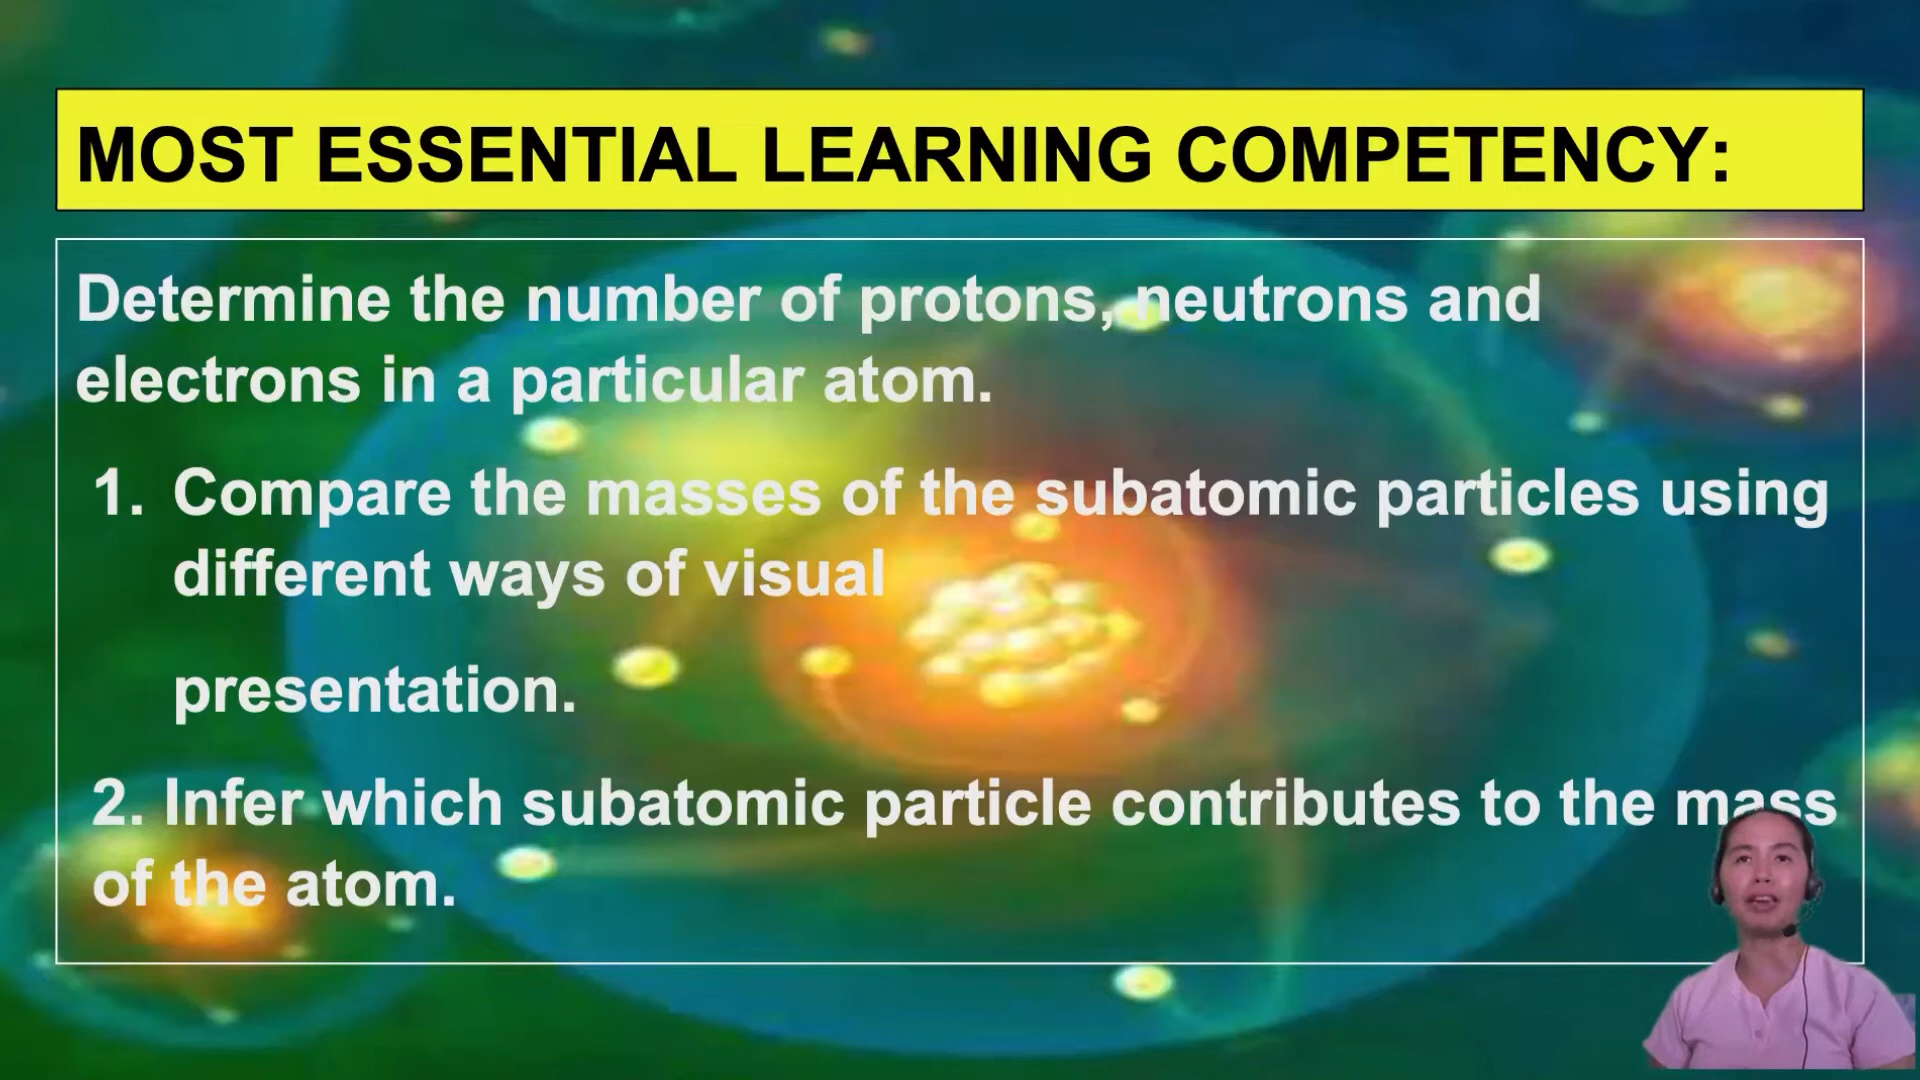 MOST ESSENTIAL LEARNING COMPETENCY:
Determine the number of protons, neutrons and
electrons in a particular atom.
1. Compare the masses of the subatomic particles using
different ways of visual
presentation.
2. Infer which subatomic particle contributes to the mass
of the atom.